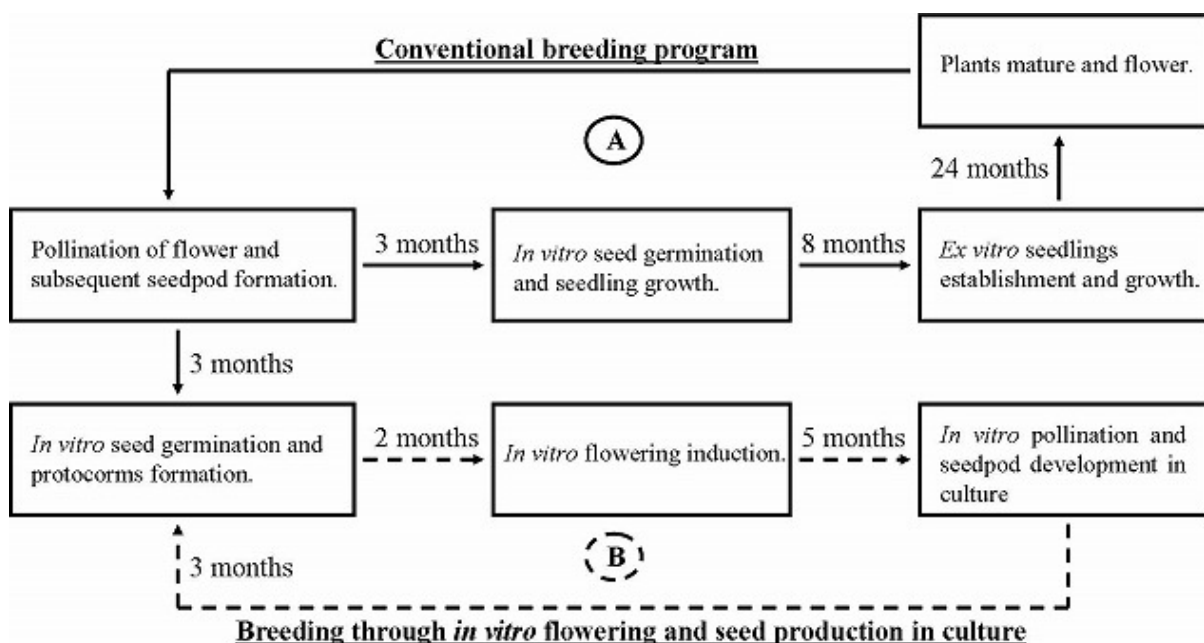 Conventional breeding program
Plants mature and flower.
A
24 months
Pollination of flower and
subsequent seedpod formation.
3 months
In vitro seed germination
and seedling growth.
8 months
Ex vitro seedlings
establishment and growth.
3 months
In vitro seed germination and
protocorms formation.
2 months
In vitro flowering induction.
5 months
In vitro pollination and
seedpod development in
culture
3 months
B
Breeding through in vitro flowering and seed production in culture